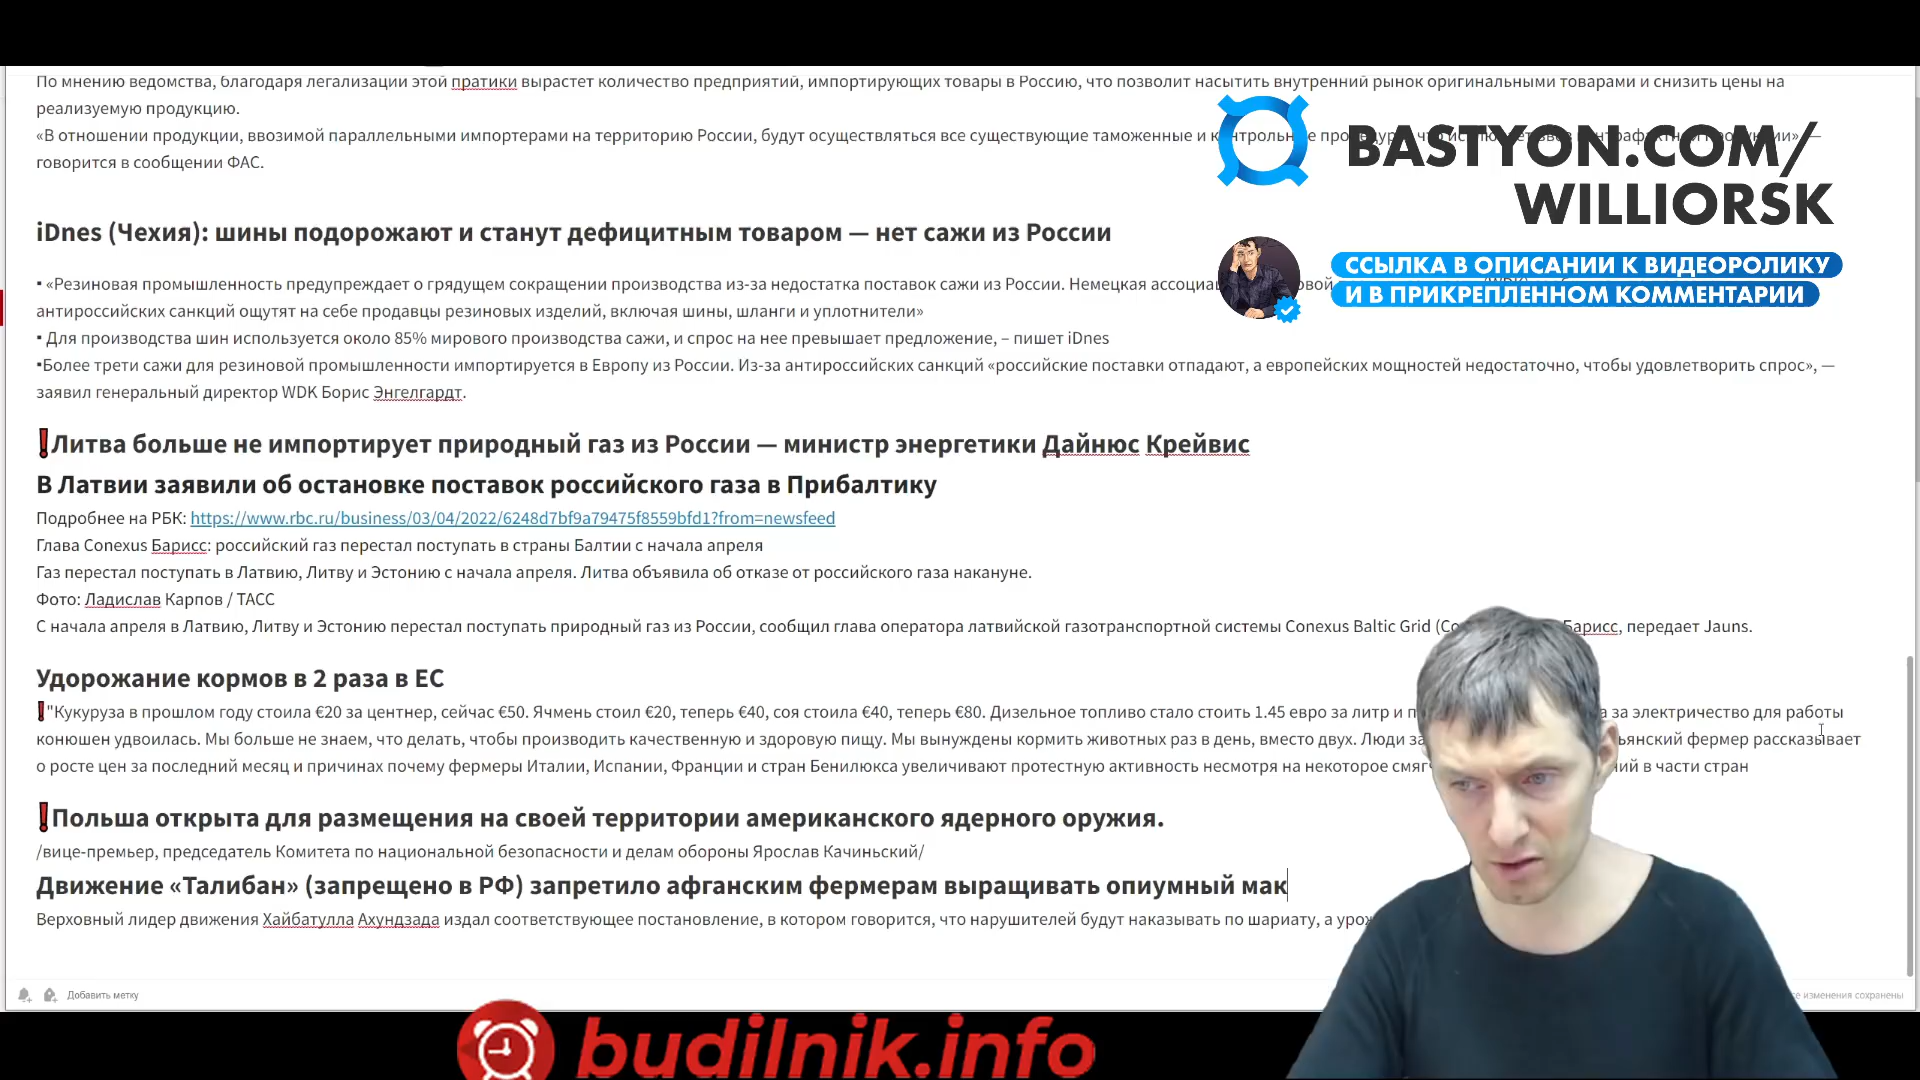 По мнению ведомства, благодаря легализации этой пратики вырастет количество предприятий, импортирующих товары в Россию, что позволит насытить внутренний рынок оригинальными товарами и снизить цены на
реализуемую продукцию.
«В отношении продукции, ввозимой параллельными импортерами на территорию России, будут осуществляться все существующие таможенные и контрольные
говорится в сообщении ФАС.
BASTYON.COM/
WILLIORSK
iDnes (Чехия): шины подорожают и станут дефицитным товаром — нет сажи из России
ССЫЛКА В ОПИСАНИИ К ВИДЕОРОЛИКУ
И В ПРИКРЕПЛЕННОМ КОММЕНТАРИИ
▪ «Резиновая промышленность предупреждает о грядущем сокращении производства из-за недостатка поставок сажи из России. Немецкая
антироссийских санкций ощутят на себе продавцы резиновых изделий, включая шины, шланги и уплотнители»
▪ Для производства шин используется около 85% мирового производства сажи, и спрос на нее превышает предложение, – пишет iDnes
▪Более трети сажи для резиновой промышленности импортируется в Европу из России. Из-за антироссийских санкций «российские поставки отпадают, а европейских мощностей недостаточно, чтобы удовлетворить спрос», —
заявил генеральный директор WDK Борис Энгелгардт.
❗Литва больше не импортирует природный газ из России — министр энергетики Дайнюс Крейвис
В Латвии заявили об остановке поставок российского газа в Прибалтику
Подробнее на РБК: https://www.rbc.ru/business/03/04/2022/6248d7bf9a79475f8559bfd1?from=newsfeed
Глава Conexus Барисс: российский газ перестал поступать в страны Балтии с начала апреля
Газ перестал поступать в Латвию, Литву и Эстонию с начала апреля. Литва объявила об отказе от российского газа накануне.
Фото: Ладислав Карпов / ТАСС
С начала апреля в Латвию, Литву и Эстонию перестал поступать природный газ из России, сообщил глава оператора латвийской газотранспортной системы Conexus Baltic Grid Барисс, передает Jauns.
Удорожание кормов в 2 раза в ЕС
❗"Кукуруза в прошлом году стоила €20 за центнер, сейчас €50. Ячмень стоил €20, теперь €40, соя стоила €40, теперь €80. Дизельное топливо стало стоить 1.45 евро за литр и за электричество для работы
конюшен удвоилась. Мы больше не знаем, что делать, чтобы производить качественную и здоровую пищу. Мы вынуждены кормить животных раз в день, вместо двух. Люди фермер рассказывает
о росте цен за последний месяц и причинах почему фермеры Италии, Испании, Франции и стран Бенилюкса увеличивают протестную активность несмотря на некоторое в части стран
❗Польша открыта для размещения на своей территории американского ядерного оружия.
/вице-премьер, председатель Комитета по национальной безопасности и делам обороны Ярослав Качиньский/
Движение «Талибан» (запрещено в РФ) запретило афганским фермерам выращивать опиумный мак
Верховный лидер движения Хайбатулла Ахундзада издал соответствующее постановление, в котором говорится, что нарушителей будут наказывать по шариату, а
Добавить метку
изменения сохранены
budilnik.info